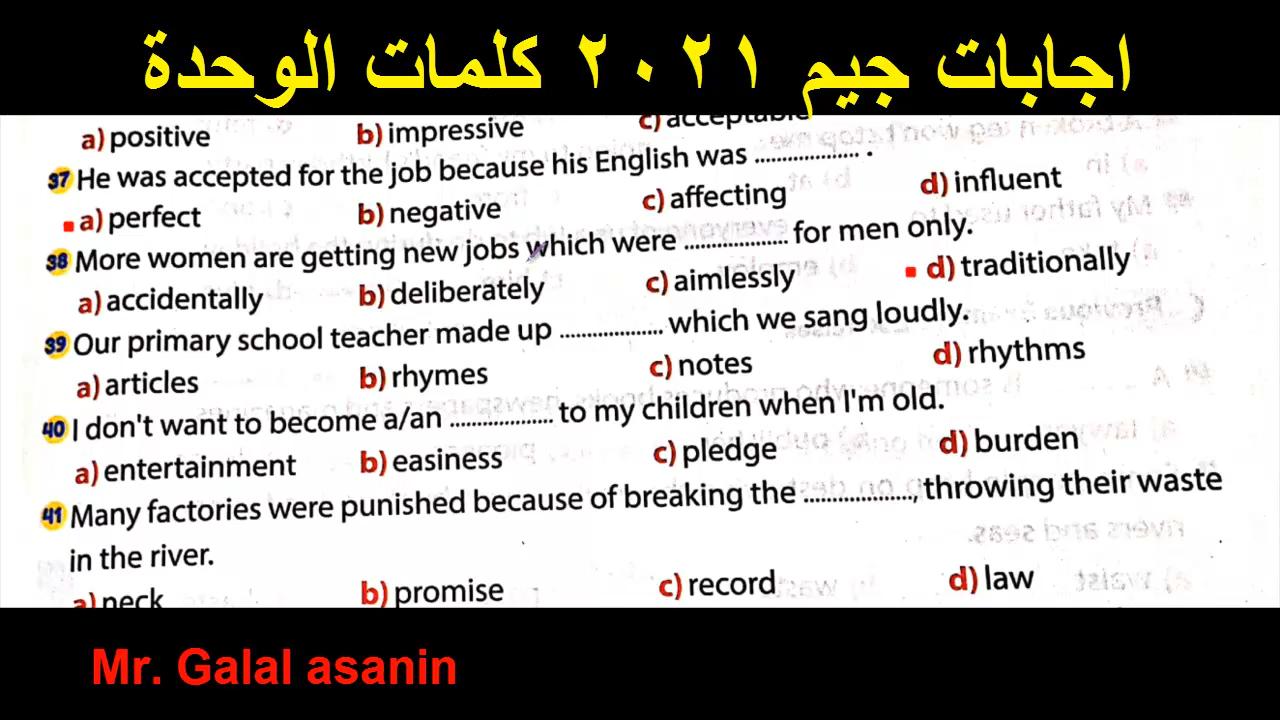 اجابات جيم ٢٠٢١ كلمات الوحدة
a) positive b) impressive c) acceptable
37 He was accepted for the job because his English was .................... .
a) perfect b) negative c) affecting d) influent
38 More women are getting new jobs which were .................... for men only.
a) accidentally b) deliberately c) aimlessly d) traditionally
39 Our primary school teacher made up .................... which we sang loudly.
a) articles b) rhymes c) notes d) rhythms
40 I don't want to become a/an .................... to my children when I'm old.
a) entertainment b) easiness c) pledge d) burden
41 Many factories were punished because of breaking the ...................., throwing their waste
in the river.
a) neck b) promise c) record d) law
Mr. Galal asanin